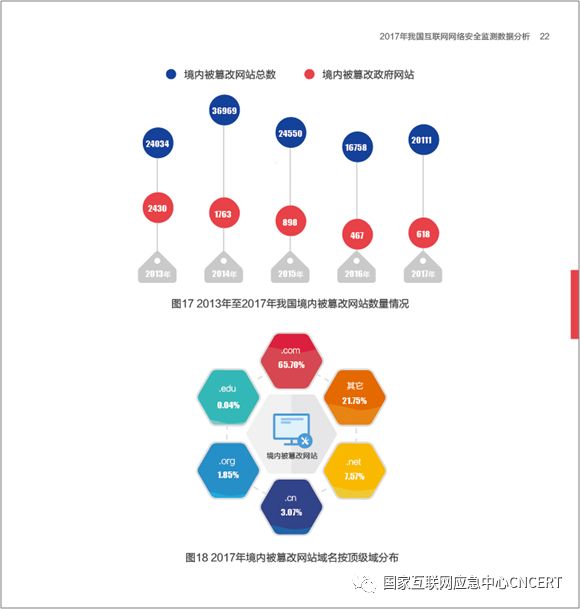 2017年我国互联网网络安全监测数据分析 22
境内被篡改网站总数 境内被篡改政府网站
24034 36969 24550 16758 20111
2430 1763 898 467 618
2013年 2014年 2015年 2016年 2017年
图17 2013年至2017年我国境内被篡改网站数量情况
.com
65.70%
.edu
0.04%
其它
21.75%
境内被篡改网站
.org
1.85%
.net
7.57%
.cn
3.07%
图18 2017年境内被篡改网站域名按顶级域分布
国家互联网应急中心CNCERT